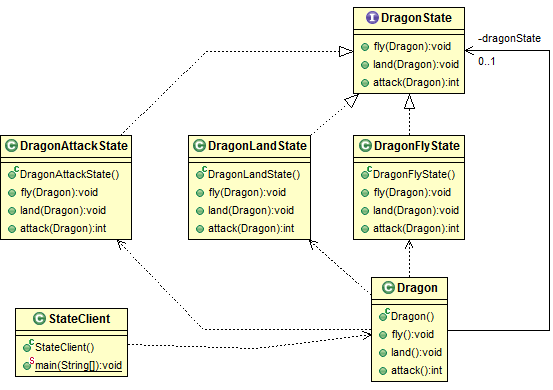 I DragonState
fly(Dragon):void
land(Dragon):void
attack(Dragon):int
-dragonState
0..1
C DragonAttackState
C DragonAttackState()
fly(Dragon):void
land(Dragon):void
attack(Dragon):int
C DragonLandState
C DragonLandState()
fly(Dragon):void
land(Dragon):void
attack(Dragon):int
C DragonFlyState
C DragonFlyState()
fly(Dragon):void
land(Dragon):void
attack(Dragon):int
C Dragon
C Dragon()
fly():void
land():void
attack():int
C StateClient
C StateClient()
S main(String[]):void